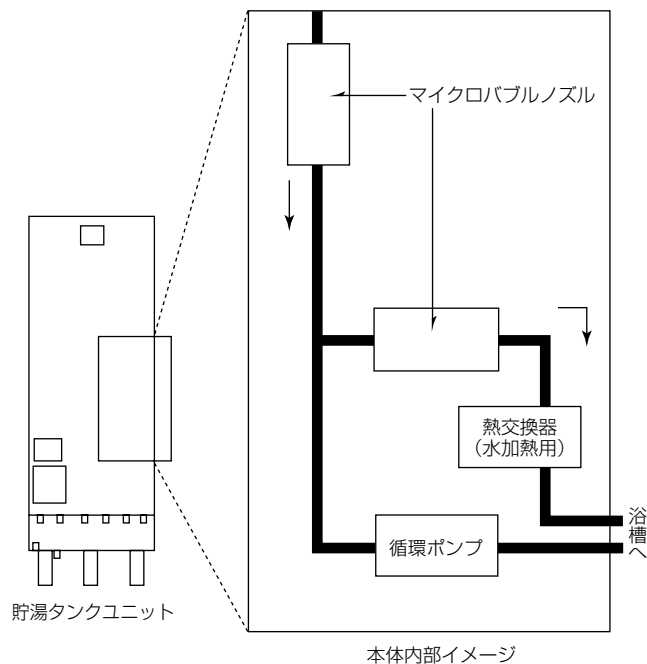 マイクロバブルノズル
熱交換器
（水加熱用）
循環ポンプ
浴槽へ
貯湯タンクユニット
本体内部イメージ